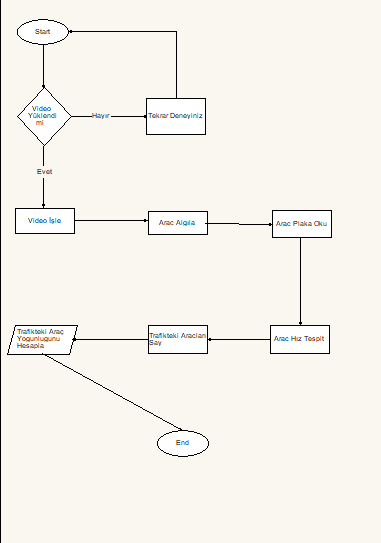 Start
Video
Yüklendi
mi
Hayır
Tekrar Deneyiniz
Evet
Video İşle
Arac Algıla
Arac Plaka Oku
Trafikteki Araç
Yogunlugunu
Hesapla
Trafikteki Aracları
Say
Arac Hız Tespit
End